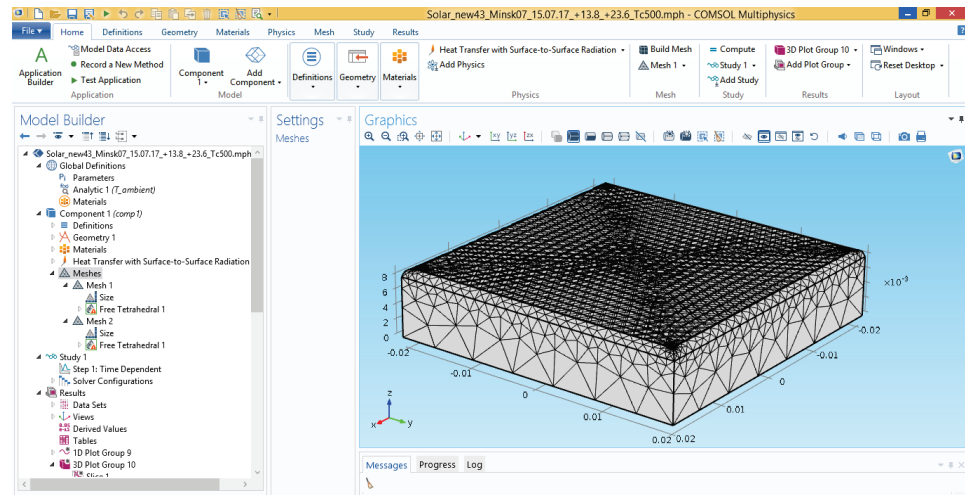 Solar_new43_Minsk07_15.07.17_+13.8_+23.6_Tc500.mph - COMSOL Multiphysics
File Home Definitions Geometry Materials Physics Mesh Study Results
A Application Builder
Model Data Access
Record a New Method
Test Application
Application
Component 1
Add Component
Model
Definitions
Geometry
Materials
Heat Transfer with Surface-to-Surface Radiation
Add Physics
Physics
Build Mesh
Mesh 1
Mesh
= Compute
Study 1
Add Study
Study
3D Plot Group 10
Add Plot Group
Results
Windows
Reset Desktop
Layout
Model Builder
Solar_new43_Minsk07_15.07.17_+13.8_+23.6_Tc500.mph
Global Definitions
Pi Parameters
Analytic 1 (T_ambient)
Materials
Component 1 (comp1)
Definitions
Geometry 1
Materials
Heat Transfer with Surface-to-Surface Radiation
Meshes
Mesh 1
Size
Free Tetrahedral 1
Mesh 2
Size
Free Tetrahedral 1
Study 1
Step 1: Time Dependent
Solver Configurations
Results
Data Sets
Views
Derived Values
Tables
1D Plot Group 9
3D Plot Group 10
Slice 1
Settings
Meshes
Graphics
xy yz zx
8
6
4
2
0
×10⁻³
-0.02
-0.01
0
0.01
0.02
0.02
0.01
0
-0.01
-0.02
z
x y
Messages Progress Log